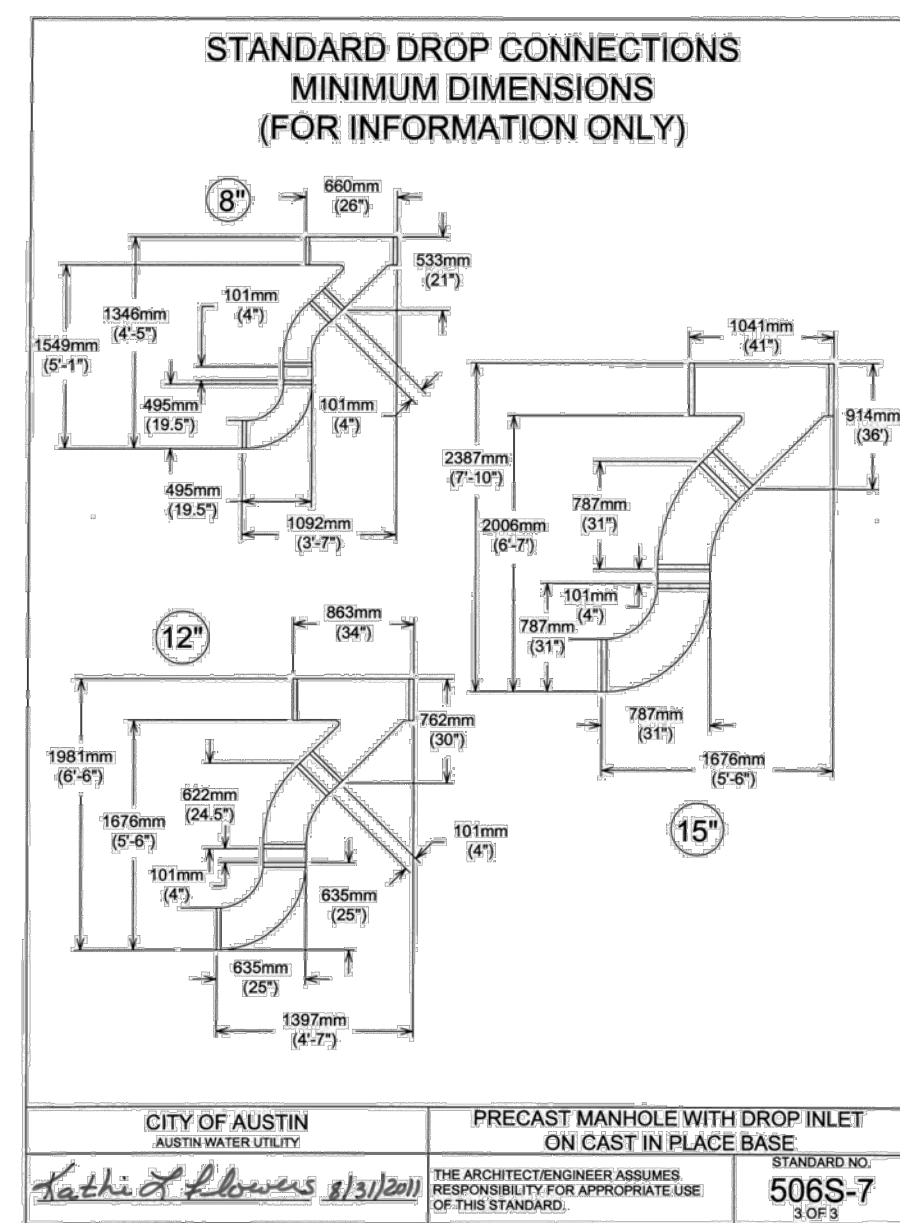 STANDARD DROP CONNECTIONS
MINIMUM DIMENSIONS
(FOR INFORMATION ONLY)
8"
660mm
(26")
533mm
(21")
101mm
(4")
1346mm
(4'-5")
1549mm
(5'-1")
495mm
(19.5")
101mm
(4")
495mm
(19.5")
1092mm
(3'-7")
1041mm
(41")
914mm
(36')
2387mm
(7'-10")
787mm
(31")
2006mm
(6'-7')
101mm
(4")
787mm
(31")
787mm
(31")
1676mm
(5'-6")
15"
12"
863mm
(34")
762mm
(30")
1981mm
(6'-6")
622mm
(24.5")
1676mm
(5'-6")
101mm
(4")
101mm
(4")
635mm
(25")
635mm
(25")
1397mm
(4'-7")
CITY OF AUSTIN
AUSTIN WATER UTILITY
PRECAST MANHOLE WITH DROP INLET
ON CAST IN PLACE BASE
Kathi L Flowers 8/31/2011
THE ARCHITECT/ENGINEER ASSUMES
RESPONSIBILITY FOR APPROPRIATE USE
OF THIS STANDARD.
STANDARD NO.
506S-7
3 OF 3